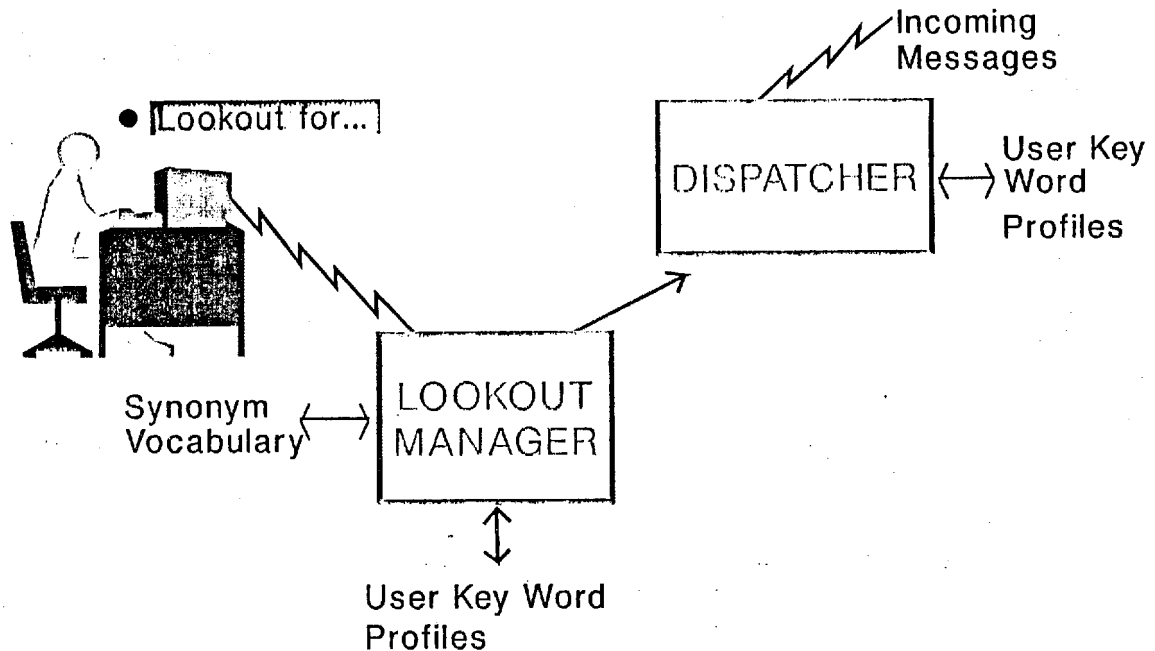 Incoming
Messages
● Lookout for...
DISPATCHER
User Key
Word
Profiles
LOOKOUT
MANAGER
Synonym
Vocabulary
User Key Word
Profiles